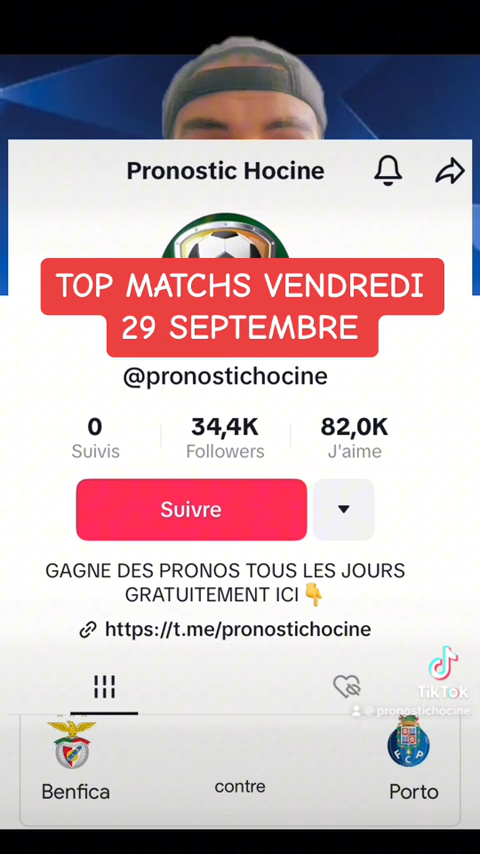 Pronostic Hocine
TOP MATCHS VENDREDI
29 SEPTEMBRE
@pronostichocine
0
34,4K
82,0K
Suivis
Followers
J'aime
Suivre
GAGNE DES PRONOS TOUS LES JOURS
GRATUITEMENT ICI 👇
https://t.me/pronostichocine
TikTok
@pronostichocine
FCP
Benfica
contre
Porto